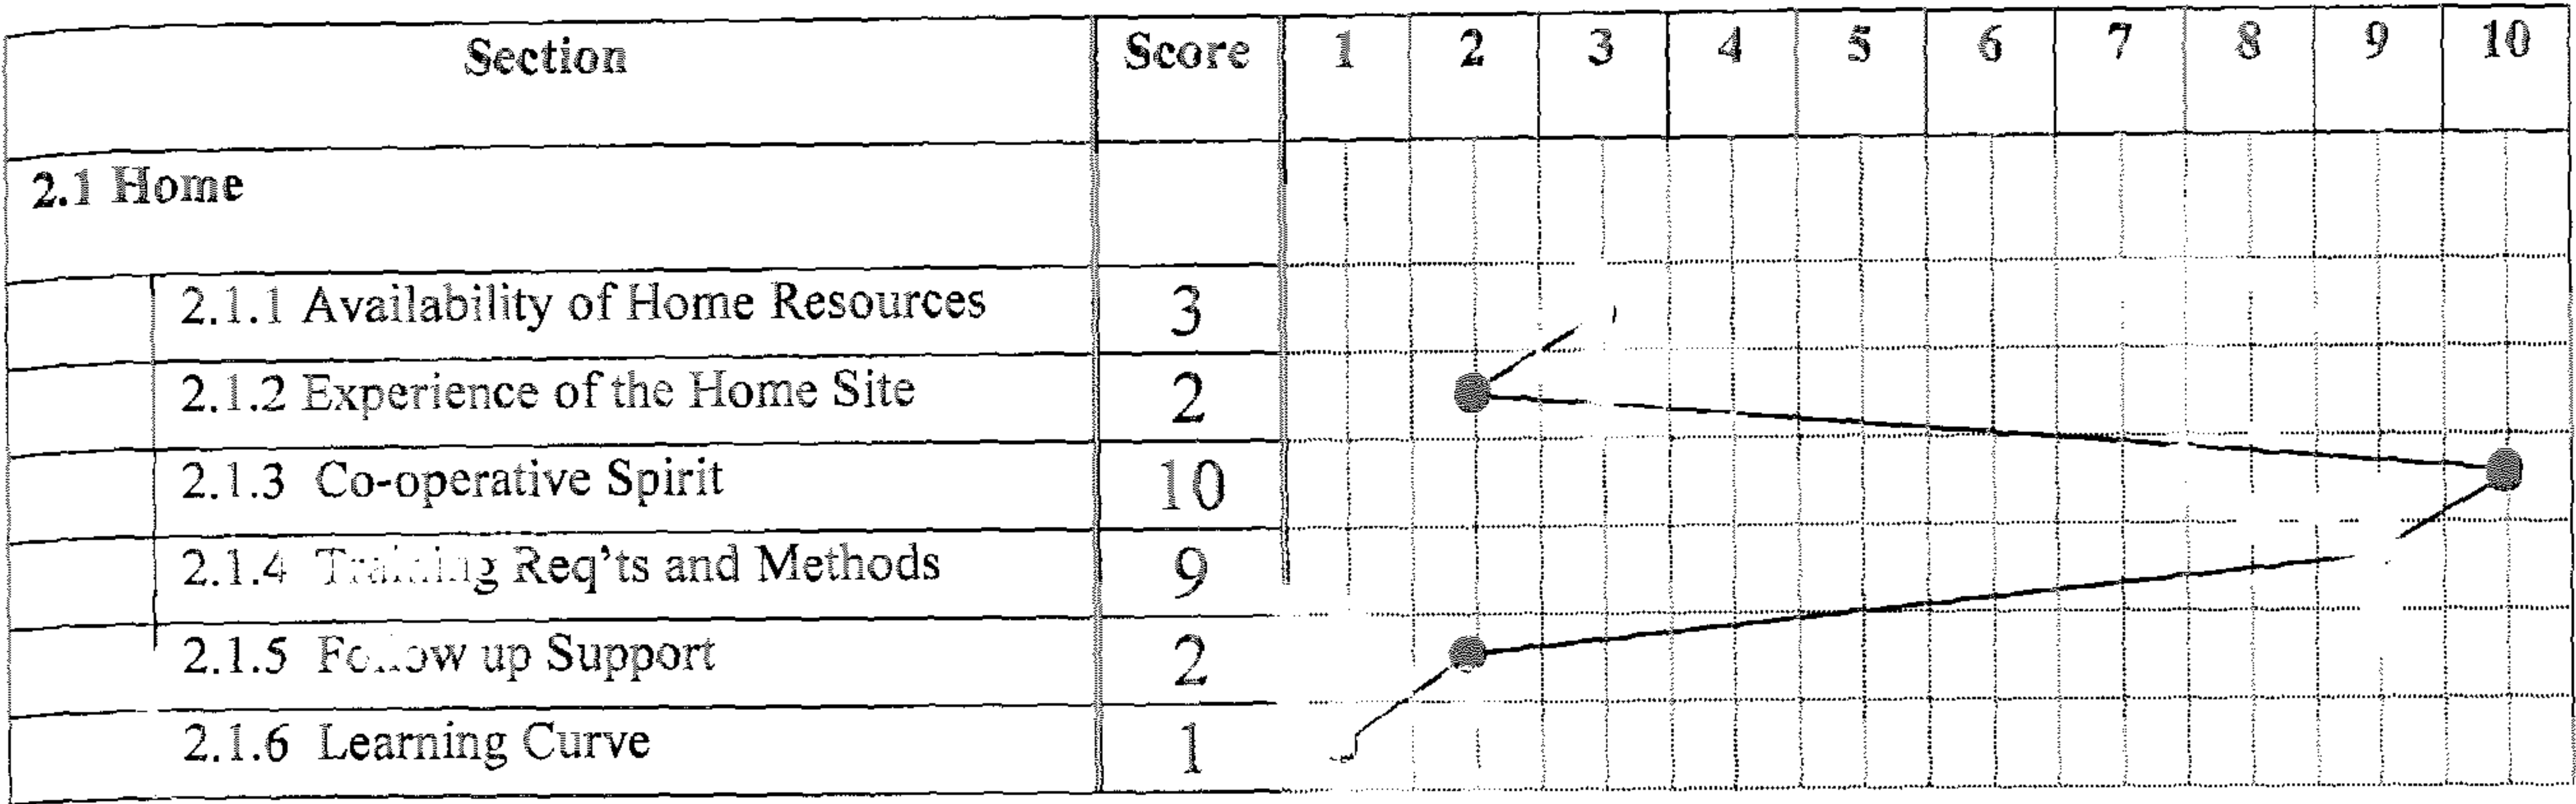 Section Score 1 2 3 4 5 6 7 8 9 10
2.1 Home
2.1.1 Availability of Home Resources 3
2.1.2 Experience of the Home Site 2
2.1.3 Co-operative Spirit 10
2.1.4 Training Req'ts and Methods 9
2.1.5 Follow up Support 2
2.1.6 Learning Curve 1